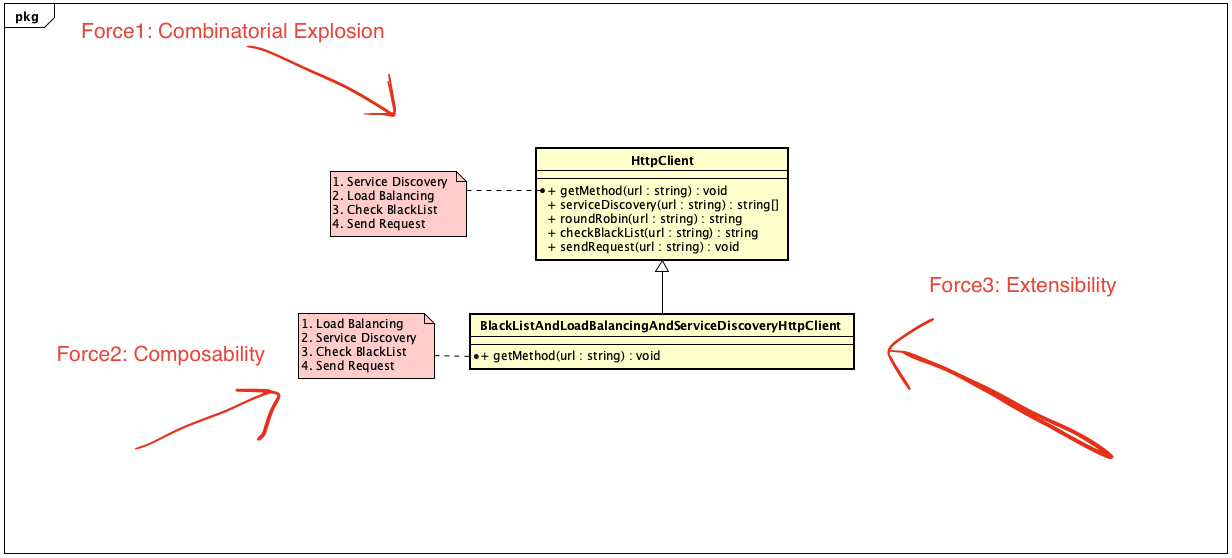 pkg
Force1: Combinatorial Explosion
HttpClient
1. Service Discovery
2. Load Balancing
3. Check BlackList
4. Send Request
+ getMethod(url : string) : void
+ serviceDiscovery(url : string) : string[]
+ roundRobin(url : string) : string
+ checkBlackList(url : string) : string
+ sendRequest(url : string) : void
Force3: Extensibility
Force2: Composability
1. Load Balancing
2. Service Discovery
3. Check BlackList
4. Send Request
BlackListAndLoadBalancingAndServiceDiscoveryHttpClient
+ getMethod(url : string) : void